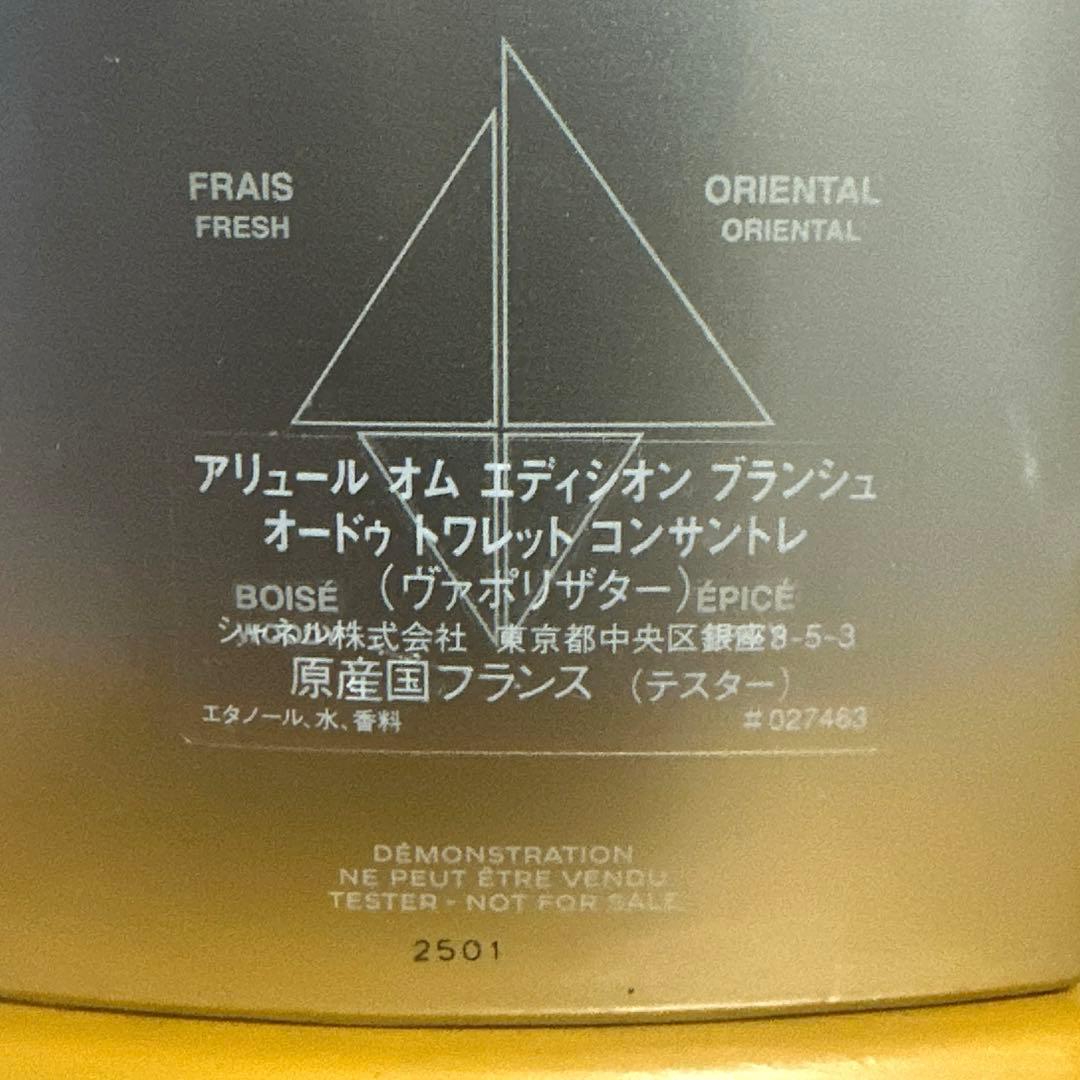 FRAIS
FRESH
ORIENTAL
ORIENTAL
アリュール オム エディシオン ブランシュ
オードゥ トワレット コンサントレ
（ヴァポリザター）
BOISÉ
ÉPICÉ
シャネル株式会社 東京都中央区銀座3-5-3
原産国フランス （テスター）
エタノール、水、香料 #027463
DÉMONSTRATION
NE PEUT ÊTRE VENDU
TESTER - NOT FOR SALE
2501